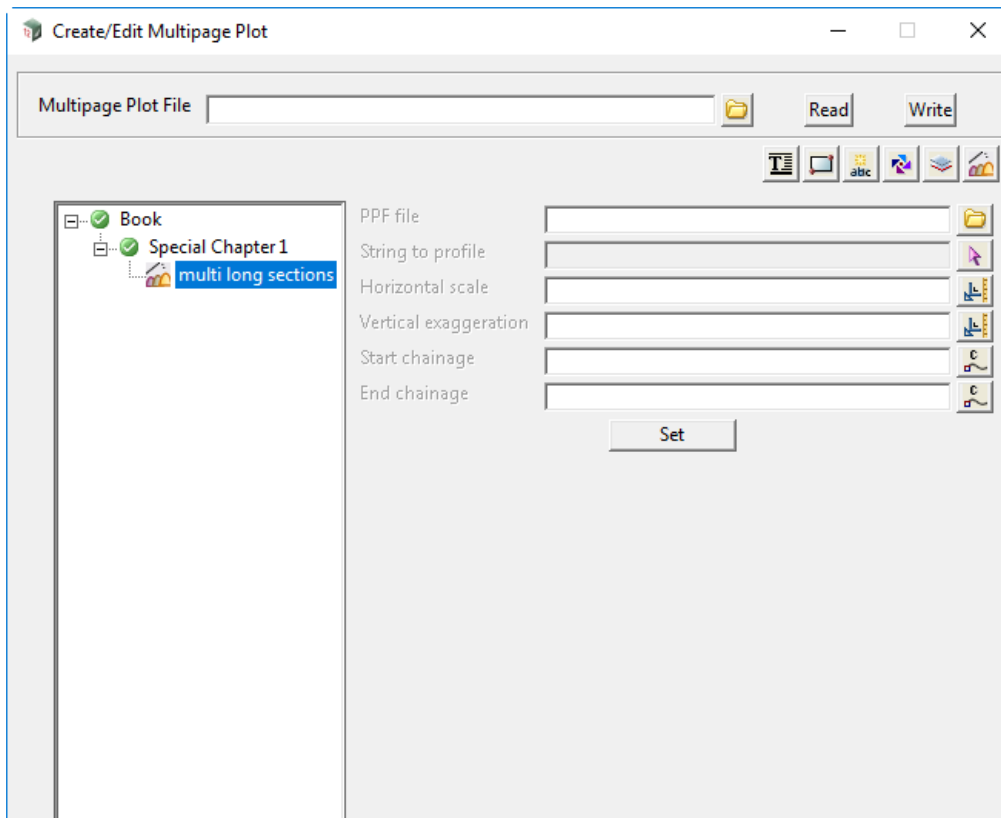 Create/Edit Multipage Plot
Multipage Plot File
Read
Write
T
abc
Book
Special Chapter 1
multi long sections
PPF file
String to profile
Horizontal scale
Vertical exaggeration
Start chainage
C
End chainage
C
Set